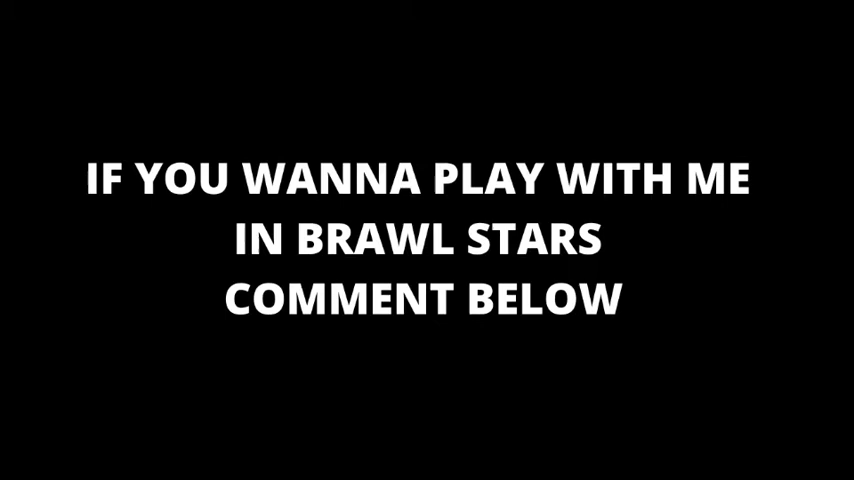 IF YOU WANNA PLAY WITH ME
IN BRAWL STARS
COMMENT BELOW